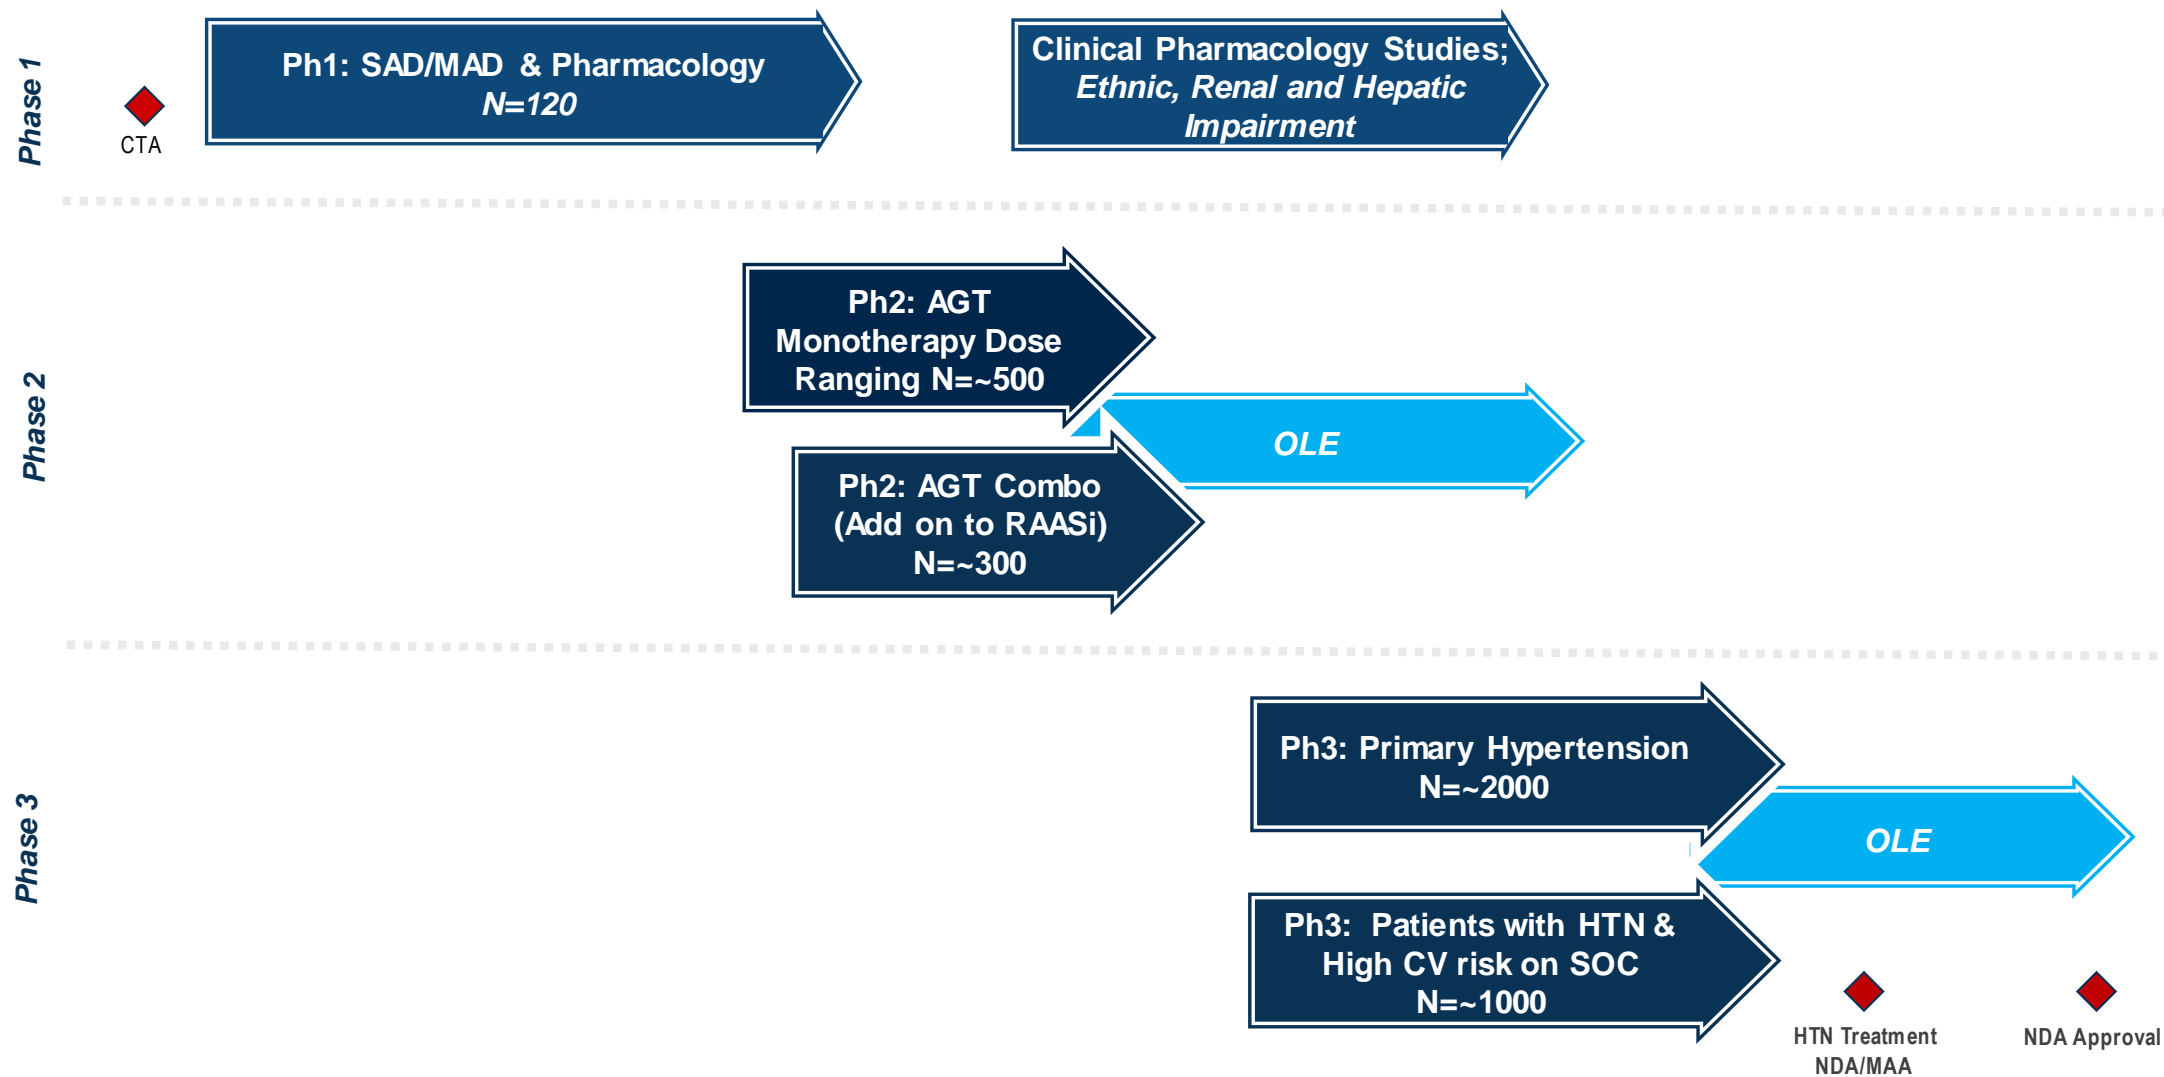 Phase 1
CTA
Ph1: SAD/MAD & Pharmacology
N=120
Clinical Pharmacology Studies;
Ethnic, Renal and Hepatic
Impairment
Phase 2
Ph2: AGT
Monotherapy Dose
Ranging N=~500
OLE
Ph2: AGT Combo
(Add on to RAASi)
N=~300
Phase 3
Ph3: Primary Hypertension
N=~2000
OLE
Ph3: Patients with HTN &
High CV risk on SOC
N=~1000
HTN Treatment
NDA/MAA
NDA Approval